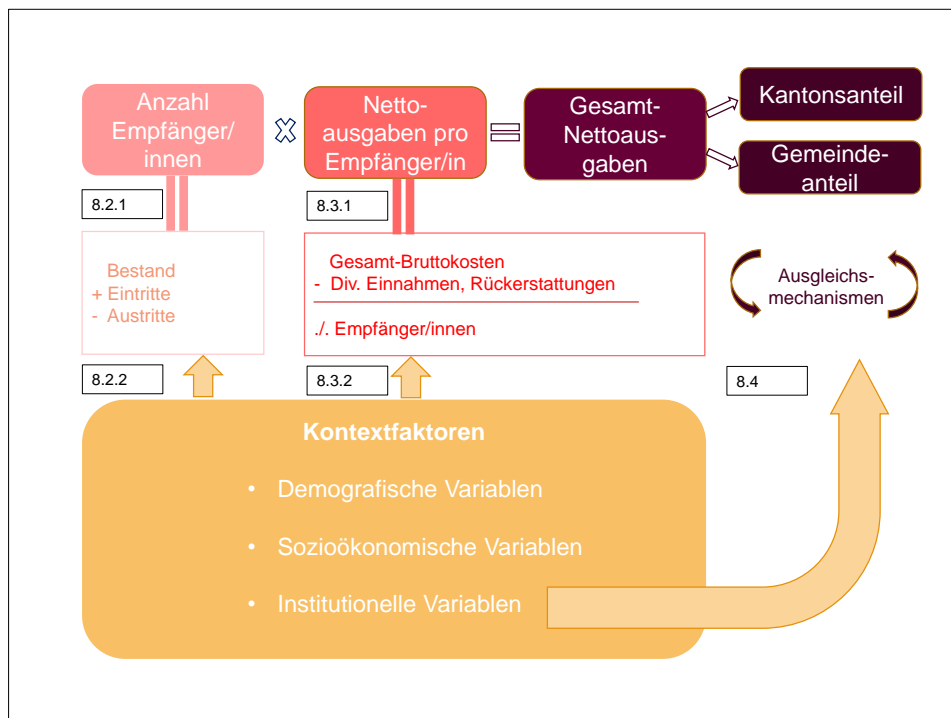 Anzahl
Empfänger/
innen
Netto-
ausgaben pro
Empfänger/in
Gesamt-
Nettoaus-
gaben
Kantonsanteil
Gemeinde-
anteil
8.2.1
8.3.1
Bestand
+ Eintritte
- Austritte
Gesamt-Bruttokosten
- Div. Einnahmen, Rückerstattungen
./. Empfänger/innen
Ausgleichs-
mechanismen
8.2.2
8.3.2
8.4
Kontextfaktoren
• Demografische Variablen
• Sozioökonomische Variablen
• Institutionelle Variablen